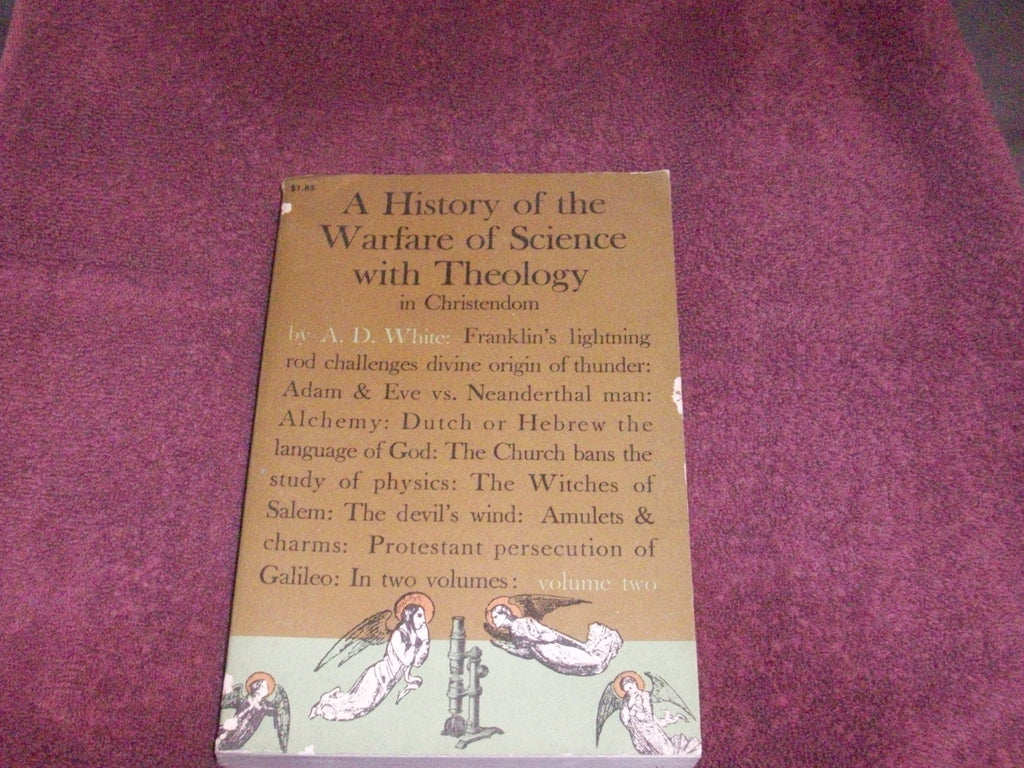 $1.85
A History of the
Warfare of Science
with Theology
in Christendom
by A. D. White: Franklin's lightning
rod challenges divine origin of thunder:
Adam & Eve vs. Neanderthal man:
Alchemy: Dutch or Hebrew the
language of God: The Church bans the
study of physics: The Witches of
Salem: The devil's wind: Amulets &
charms: Protestant persecution of
Galileo: In two volumes: volume two